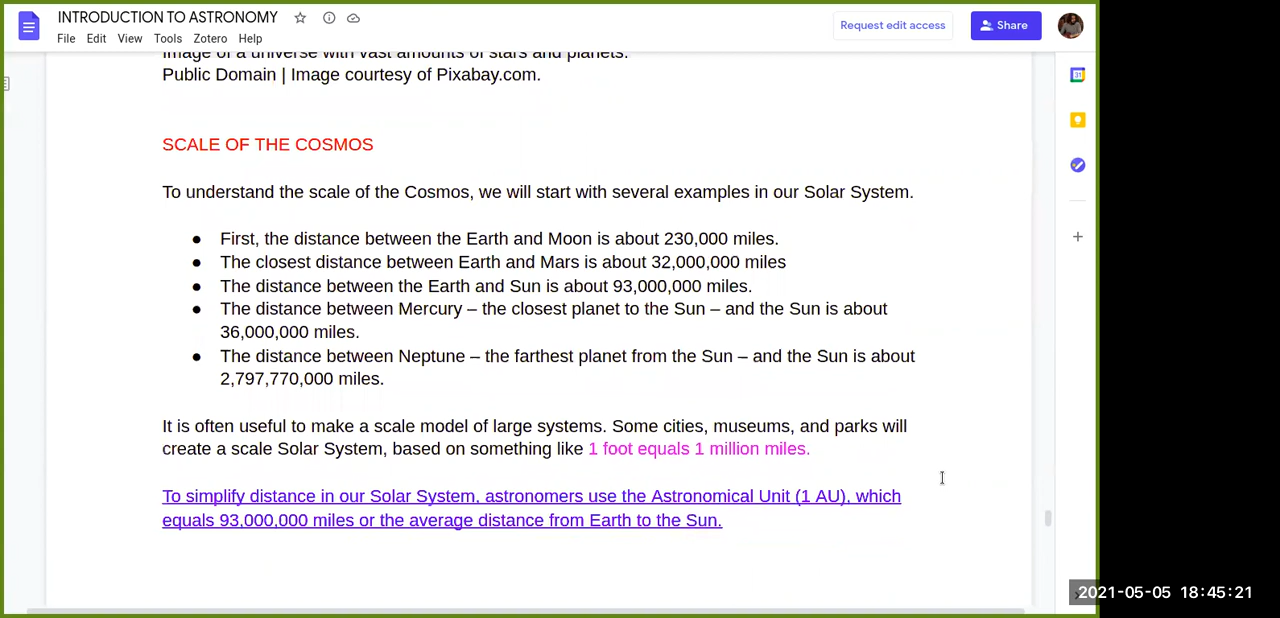 INTRODUCTION TO ASTRONOMY
File Edit View Tools Zotero Help
Request edit access
Share
Image of a universe with vast amounts of stars and planets.
Public Domain | Image courtesy of Pixabay.com.
SCALE OF THE COSMOS
To understand the scale of the Cosmos, we will start with several examples in our Solar System.
● First, the distance between the Earth and Moon is about 230,000 miles.
● The closest distance between Earth and Mars is about 32,000,000 miles
● The distance between the Earth and Sun is about 93,000,000 miles.
● The distance between Mercury – the closest planet to the Sun – and the Sun is about
36,000,000 miles.
● The distance between Neptune – the farthest planet from the Sun – and the Sun is about
2,797,770,000 miles.
It is often useful to make a scale model of large systems. Some cities, museums, and parks will
create a scale Solar System, based on something like 1 foot equals 1 million miles.
To simplify distance in our Solar System, astronomers use the Astronomical Unit (1 AU), which
equals 93,000,000 miles or the average distance from Earth to the Sun.
31
2021-05-05 18:45:21